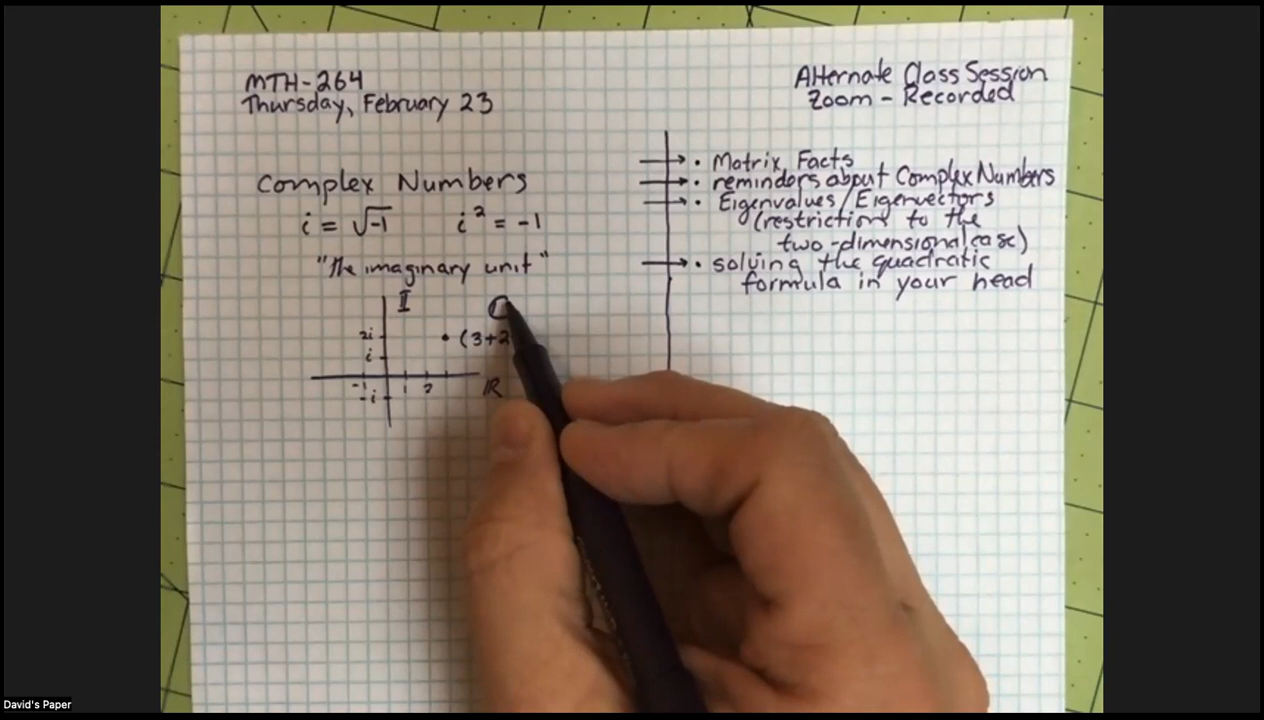 MTH-264
Thursday, February 23
Alternate Class Session
Zoom - Recorded
Complex Numbers
i = √-1 i² = -1
"the imaginary unit"
I
2i
i
(3+2
-1 1 2
-i
ℝ
• Matrix Facts
• reminders about Complex Numbers
• Eigenvalues/Eigenvectors
(restriction to the
two-dimensional case)
• solving the quadratic
formula in your head
David's Paper